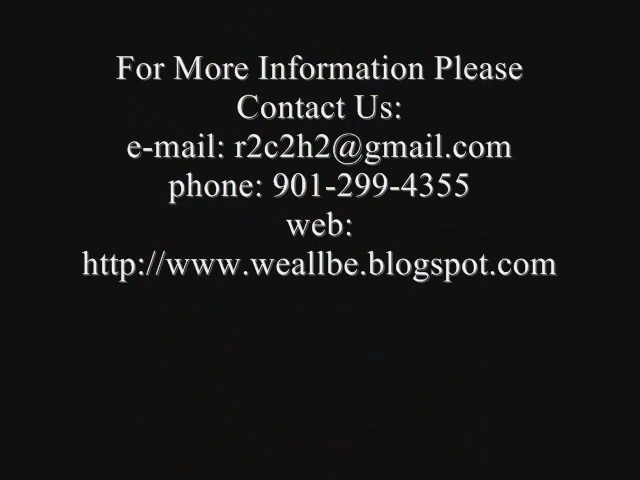 For More Information Please
Contact Us:
e-mail: r2c2h2@gmail.com
phone: 901-299-4355
web:
http://www.weallbe.blogspot.com